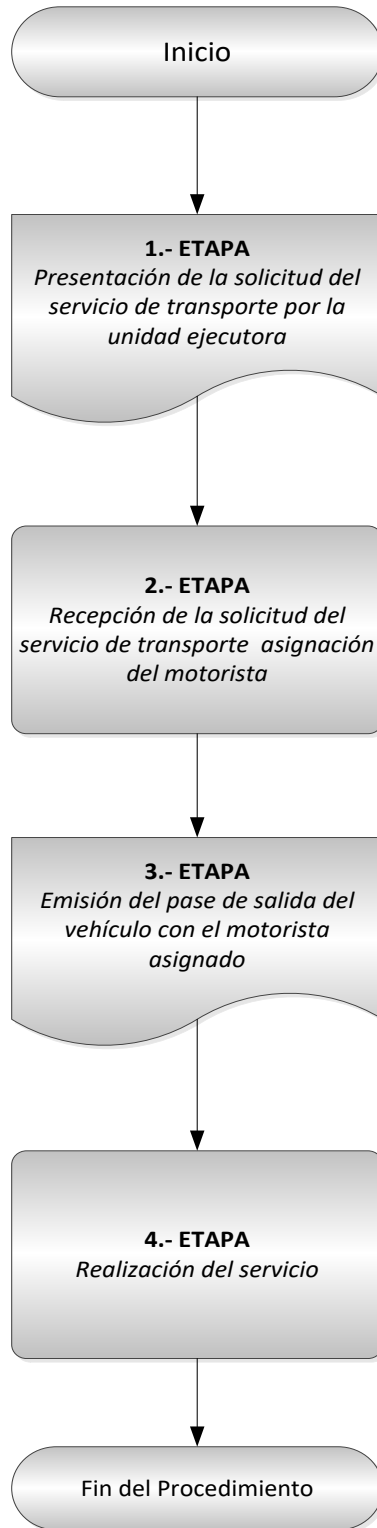 Inicio
1.- ETAPA
Presentación de la solicitud del
servicio de transporte por la
unidad ejecutora
2.- ETAPA
Recepción de la solicitud del
servicio de transporte  asignación
del motorista
3.- ETAPA
Emisión del pase de salida del
vehículo con el motorista
asignado
4.- ETAPA
Realización del servicio
Fin del Procedimiento